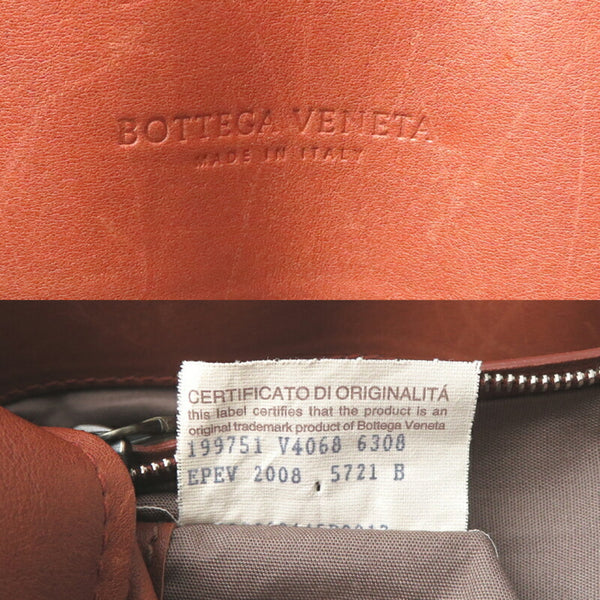 BOTTEGA VENETA
MADE IN ITALY
CERTIFICATO DI ORIGINALITÁ
this label certifies that the product is an
original trademark product of Bottega Veneta
199751 V4068 6308
EPEV 2008 5721 B